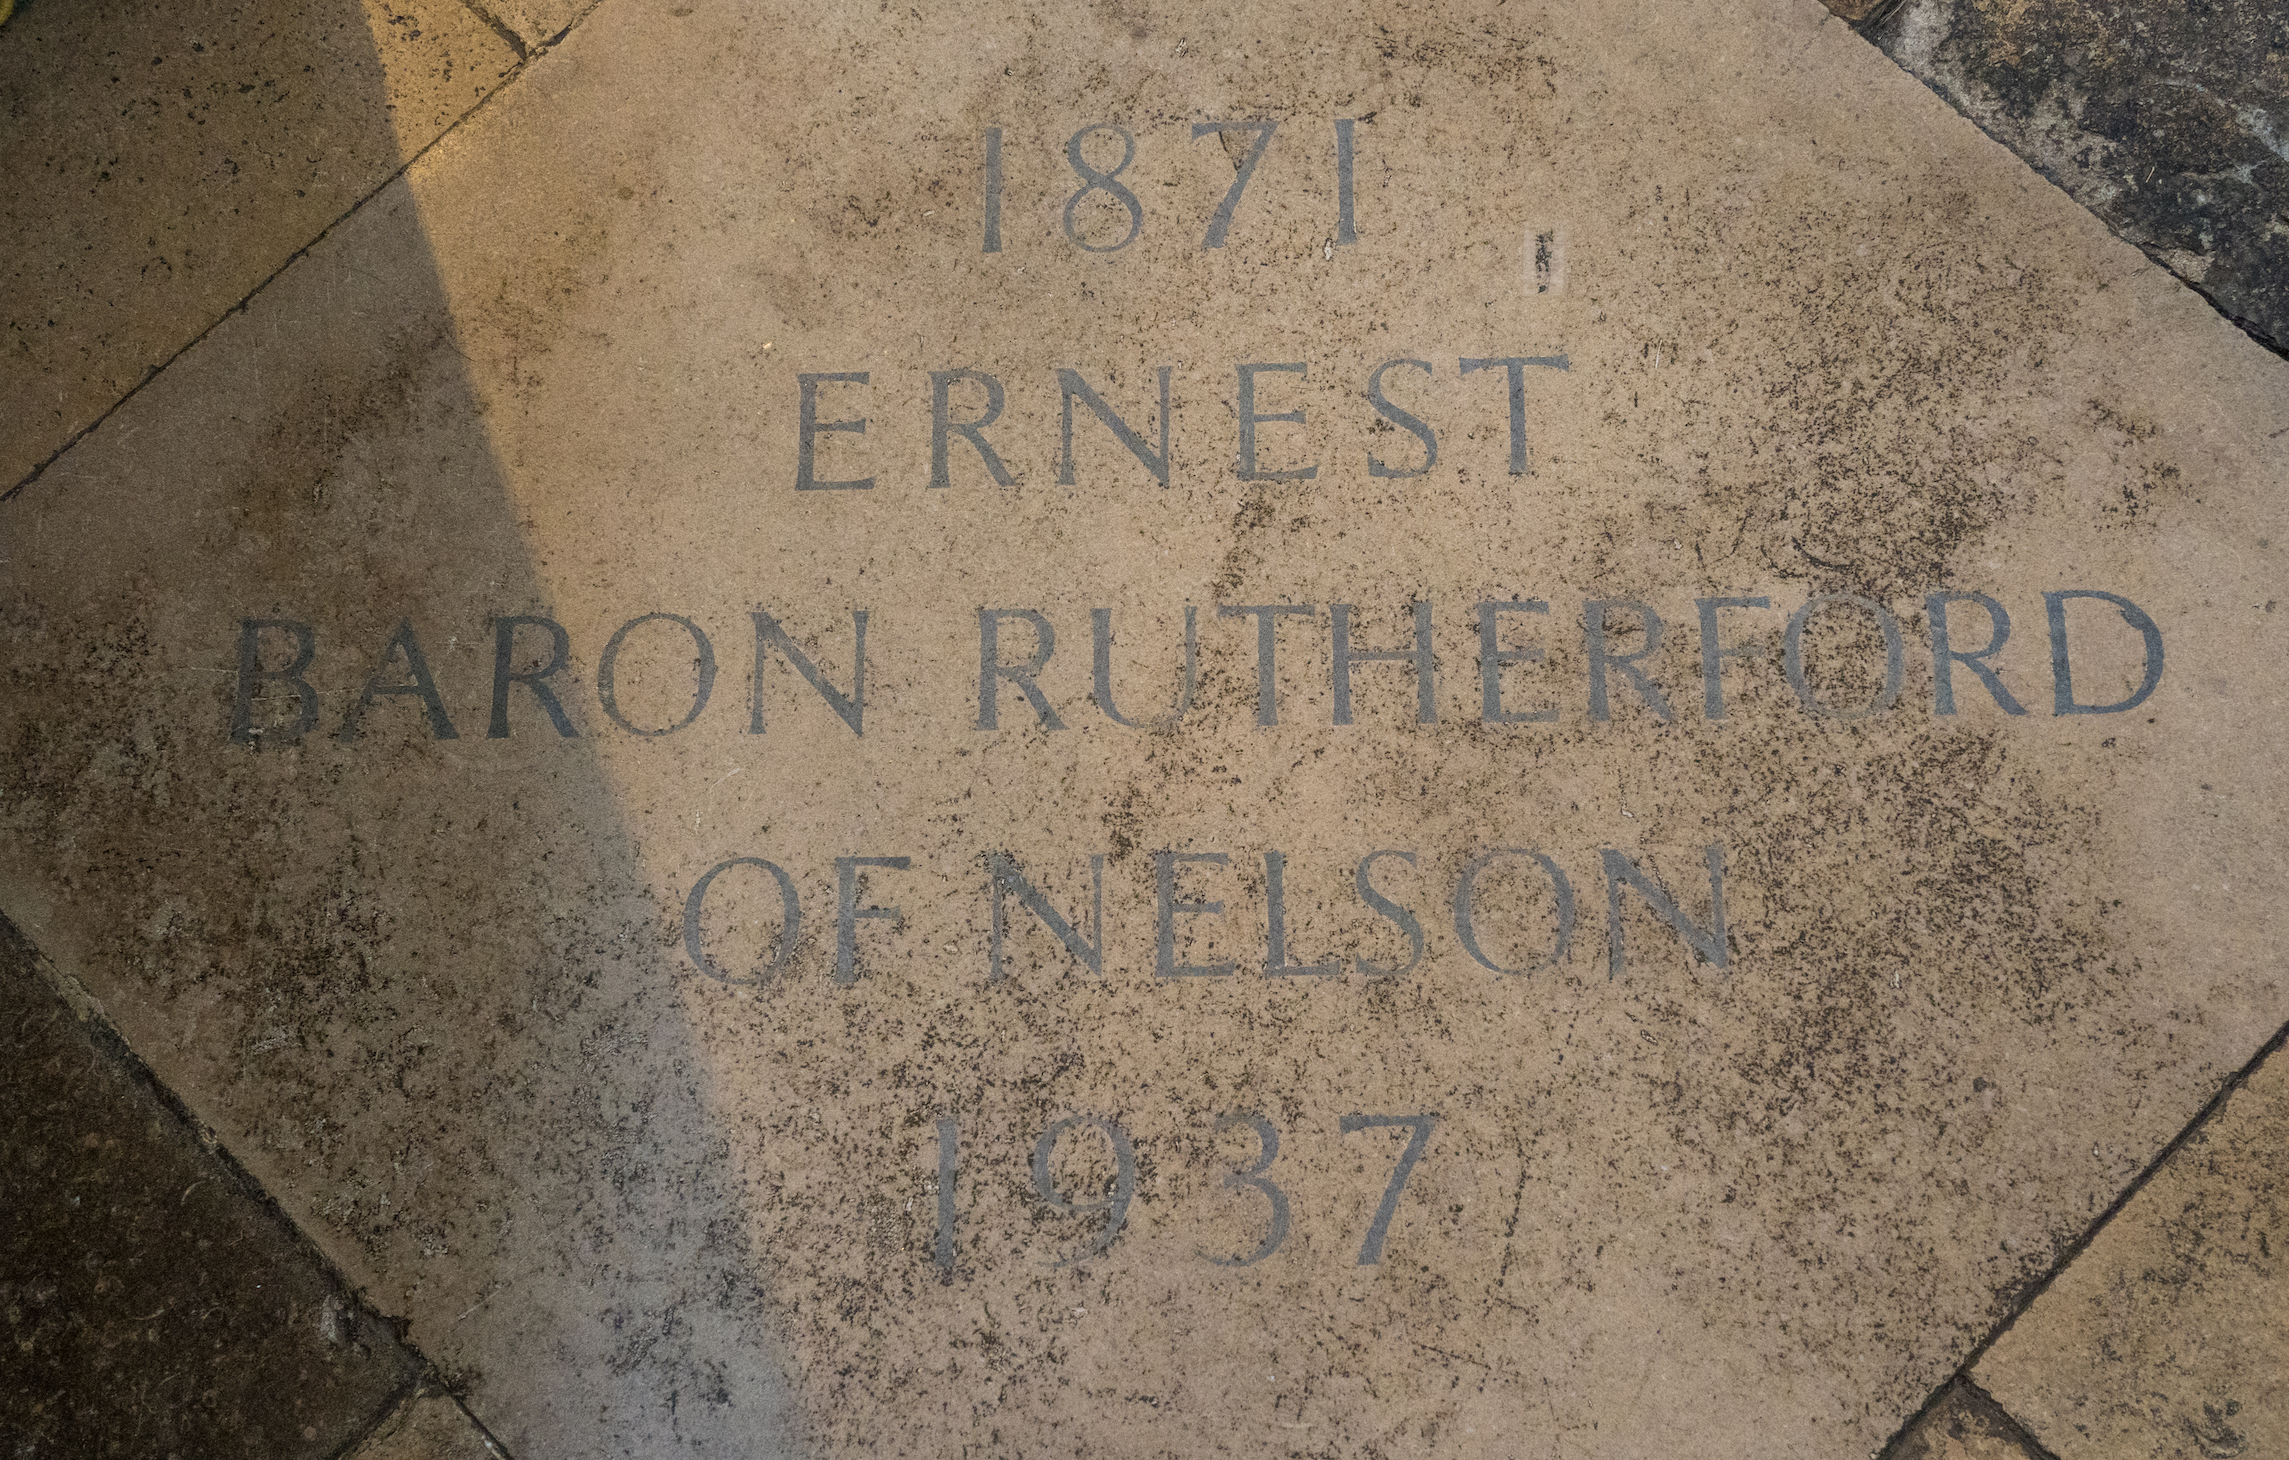 1871
ERNEST
BARON RUTHERFORD
OF NELSON
1937